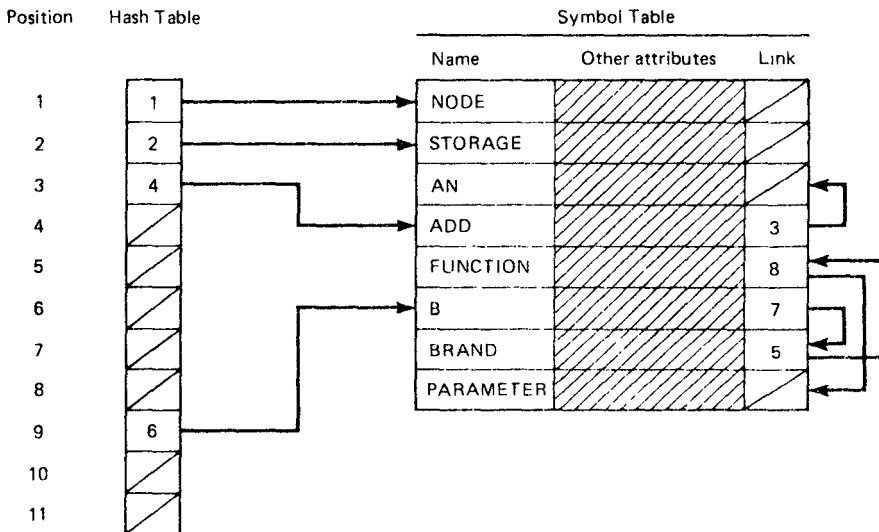 Position Hash Table Symbol Table
Name Other attributes Link
1 1 NODE
2 2 STORAGE
3 4 AN
4 ADD 3
5 FUNCTION 8
6 B 7
7 BRAND 5
8 PARAMETER
9 6
10
11